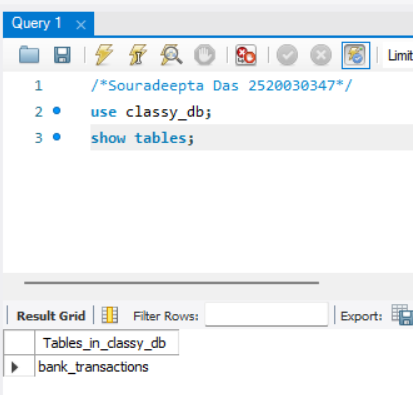 Query 1
Limit
1 /*Souradeepta Das 2520030347*/
2 use classy_db;
3 show tables;
Result Grid Filter Rows: Export:
Tables_in_classy_db
bank_transactions